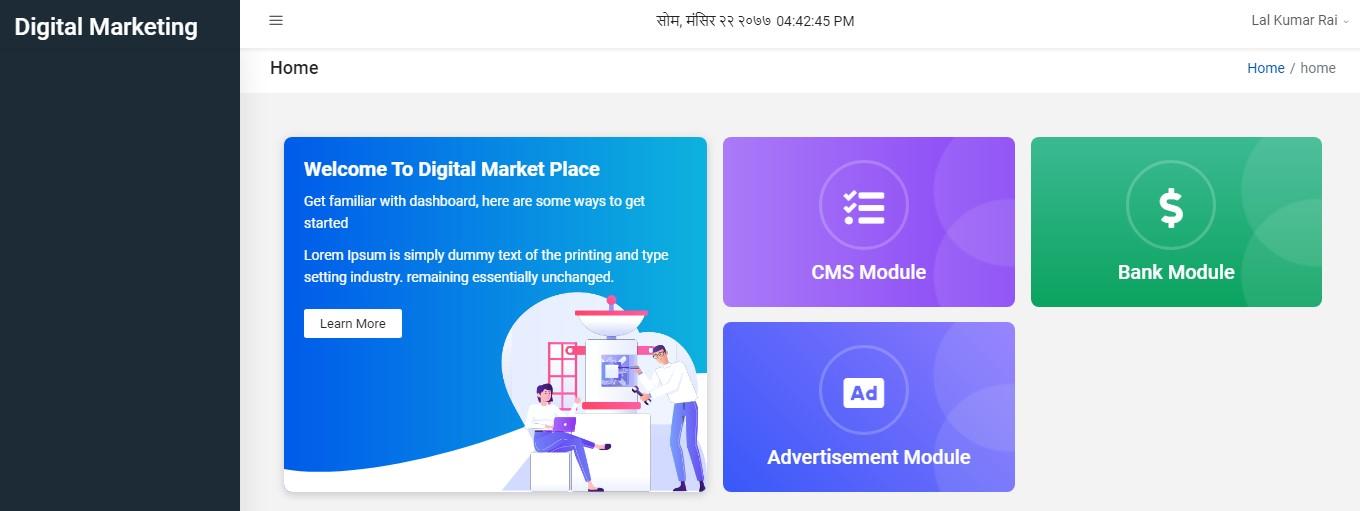 Digital Marketing
सोम, मंसिर २२ २०७७ 04:42:45 PM
Lal Kumar Rai
Home
Home / home
Welcome To Digital Market Place
Get familiar with dashboard, here are some ways to get
started
Lorem Ipsum is simply dummy text of the printing and type
setting industry. remaining essentially unchanged.
Learn More
CMS Module
Bank Module
Ad
Advertisement Module